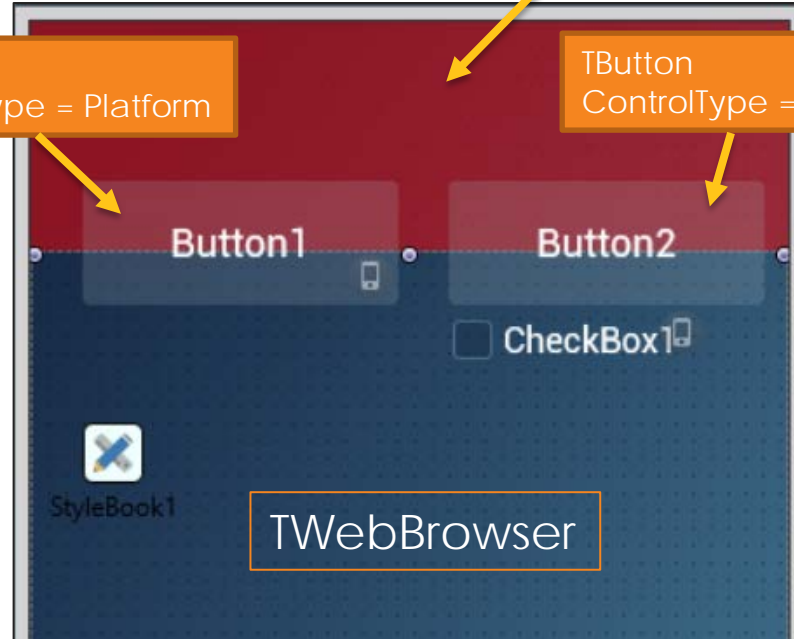 ype = Platform
TButton
ControlType =
Button1
Button2
CheckBox1
StyleBook1
TWebBrowser